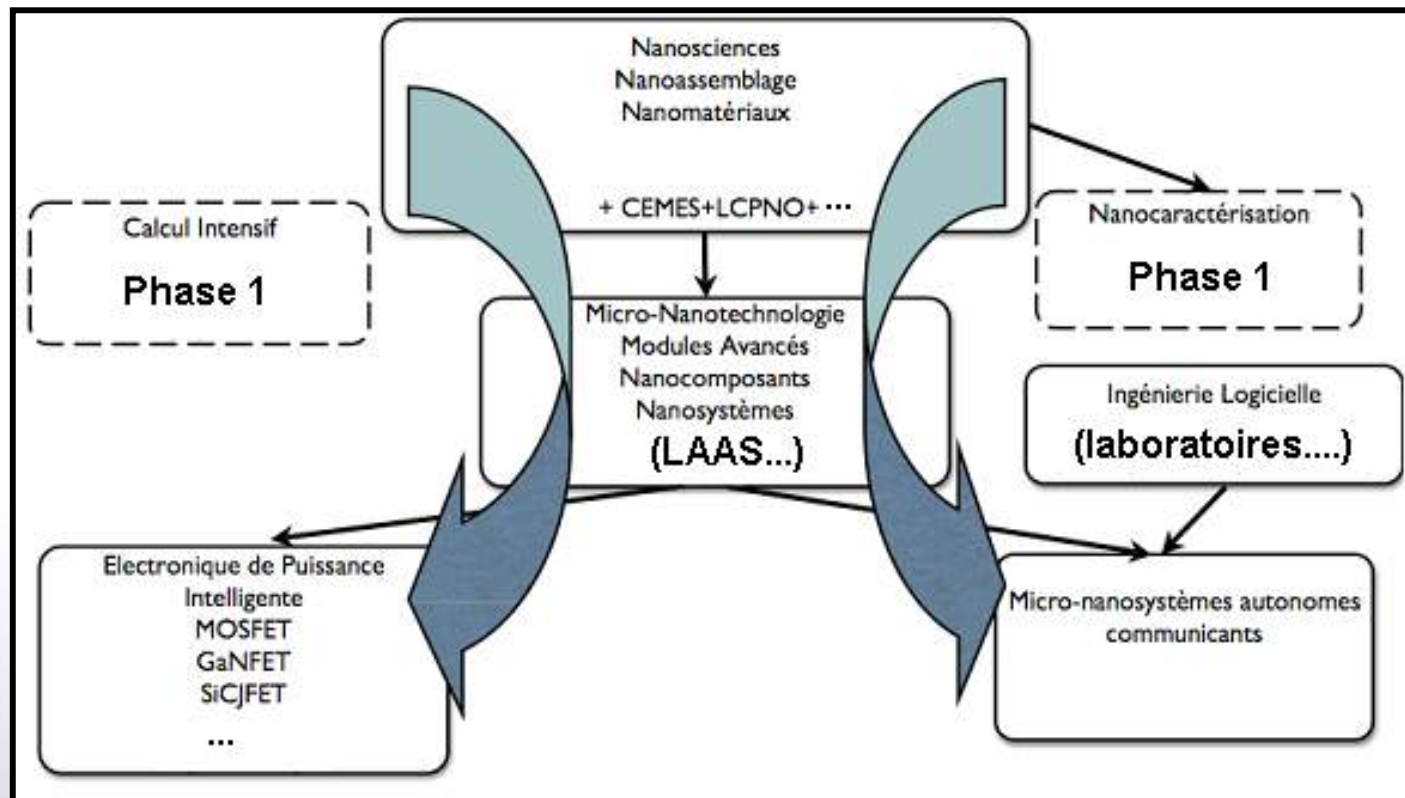 Nanosciences
Nanoassemblage
Nanomatériaux
+ CEMES+LCPNO+ ...
Calcul Intensif
Phase 1
Nanocaractérisation
Phase 1
Micro-Nanotechnologie
Modules Avancés
Nanocomposants
Nanosystèmes
(LAAS...)
Ingénierie Logicielle
(laboratoires....)
Electronique de Puissance
Intelligente
MOSFET
GaNFET
SiCJFET
...
Micro-nanosystèmes autonomes
communicants